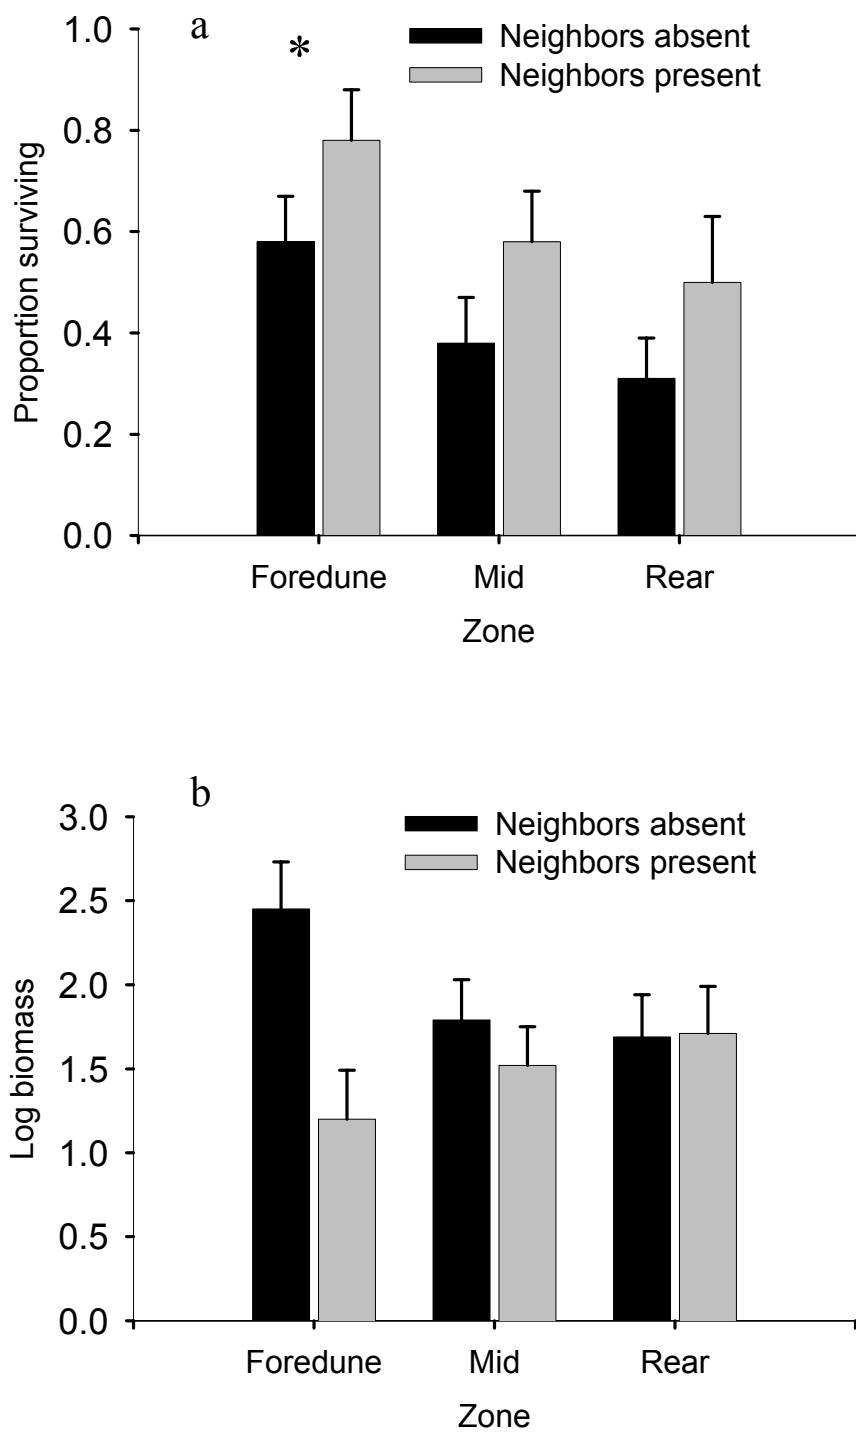 a
*
Neighbors absent
Neighbors present
Proportion surviving
1.0
0.8
0.6
0.4
0.2
0.0
Foredune Mid Rear
Zone
b
Neighbors absent
Neighbors present
Log biomass
3.0
2.5
2.0
1.5
1.0
0.5
0.0
Foredune Mid Rear
Zone